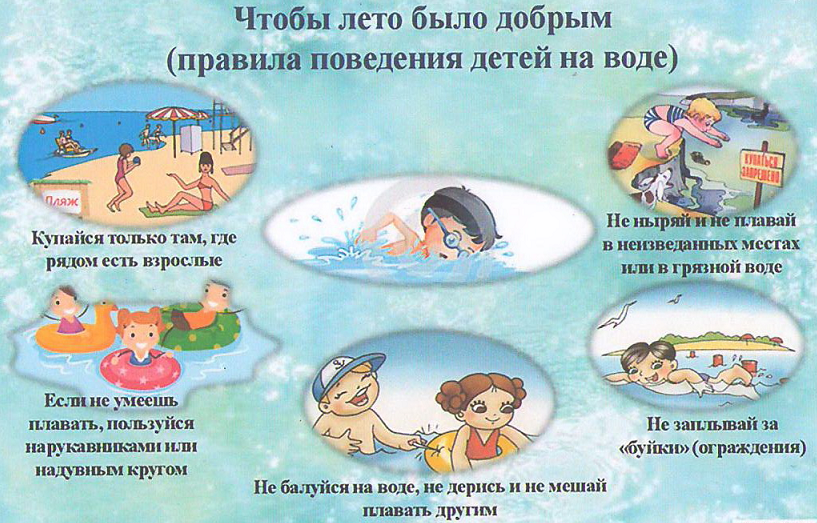 Чтобы лето было добрым
(правила поведения детей на воде)
Пляж
Купайся только там, где
рядом есть взрослые
КУПАТЬСЯ
ЗАПРЕЩЕНО
Не ныряй и не плавай
в неизведанных местах
или в грязной воде
Если не умеешь
плавать, пользуйся
нарукавниками или
надувным кругом
Не балуйся на воде, не дерись и не мешай
плавать другим
Не заплывай за
«буйки» (ограждения)